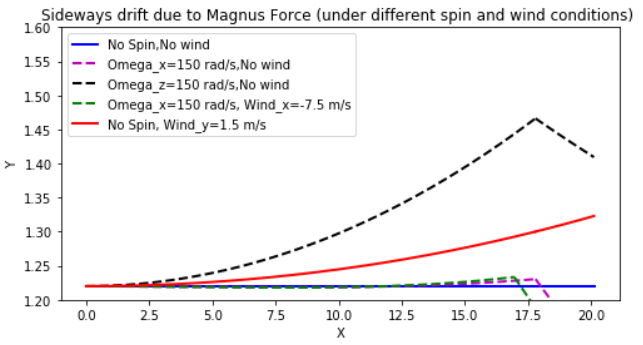 Sideways drift due to Magnus Force (under different spin and wind conditions)
1.60
1.55
1.50
1.45
1.40
1.35
1.30
1.25
1.20
Y
No Spin,No wind
Omega_x=150 rad/s,No wind
Omega_z=150 rad/s,No wind
Omega_x=150 rad/s, Wind_x=-7.5 m/s
No Spin, Wind_y=1.5 m/s
0.0 2.5 5.0 7.5 10.0 12.5 15.0 17.5 20.0
X